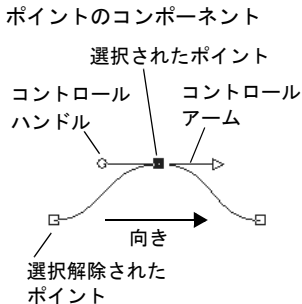 ポイントのコンポーネント
選択されたポイント
コントロール
ハンドル
コントロール
アーム
向き
選択解除された
ポイント